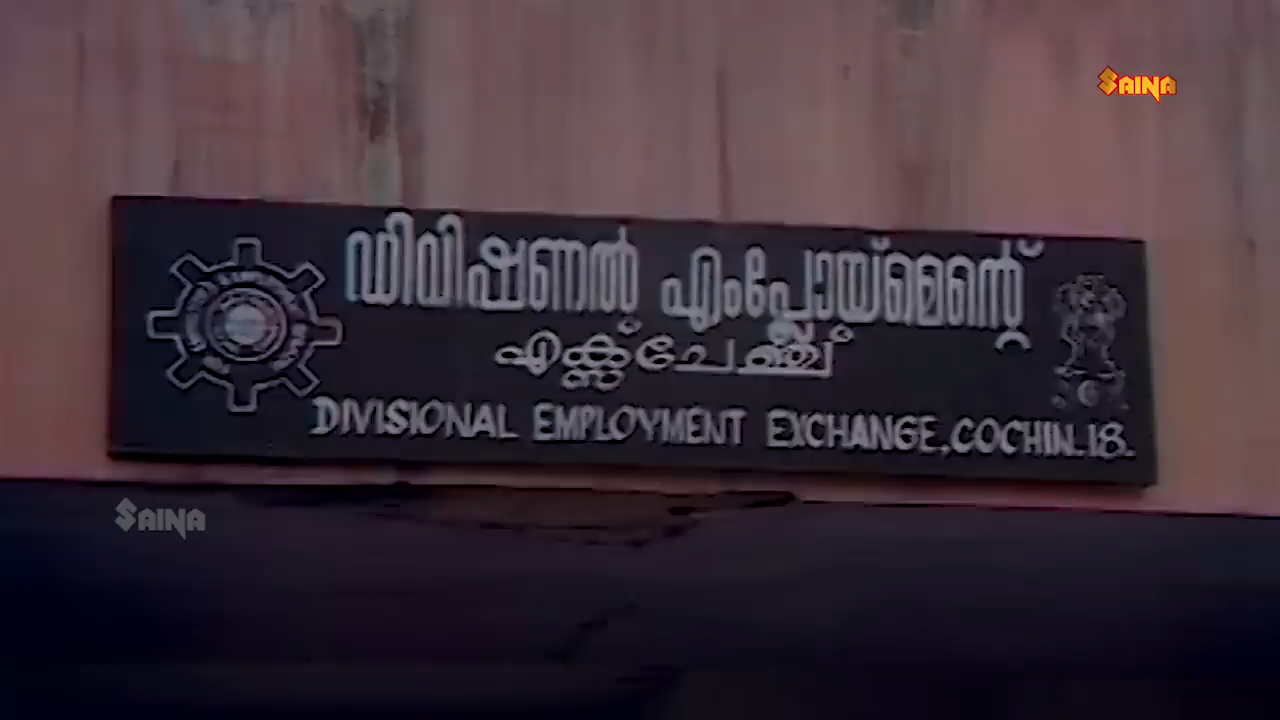 SAINA
ഡിവിഷണൽ എംപ്ലോയ്മെന്റ്
എക്സ്ചേഞ്ച്
DIVISIONAL EMPLOYMENT EXCHANGE, COCHIN.18.
SAINA